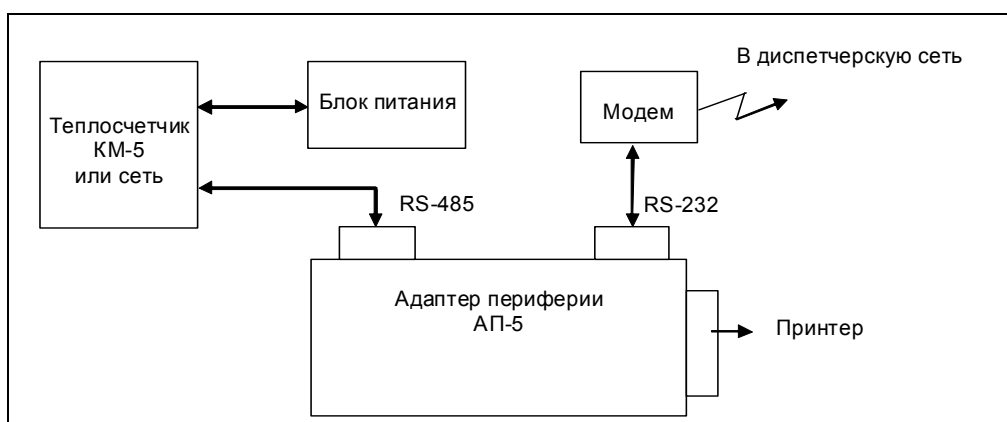 В диспетчерскую сеть
Теплосчетчик
КМ-5
или сеть
Блок питания
Модем
RS-485
RS-232
Адаптер периферии
АП-5
Принтер